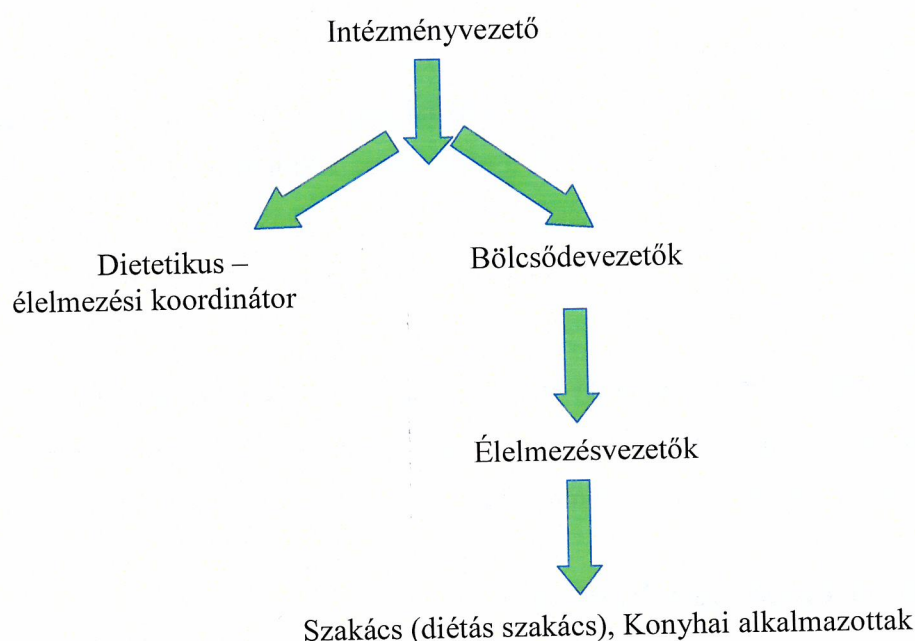 Intézményvezető
Dietetikus –
élelmezési koordinátor
Bölcsődevezetők
Élelmezésvezetők
Szakács (diétás szakács), Konyhai alkalmazottak